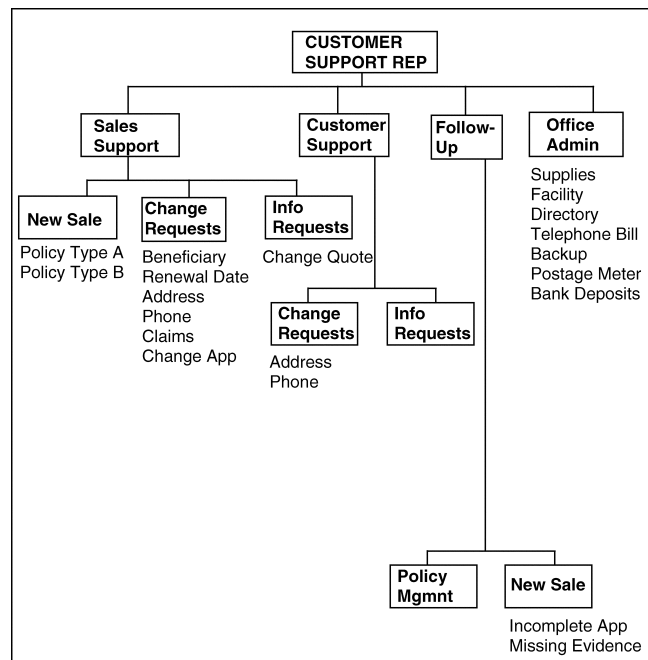 CUSTOMER
SUPPORT REP
Sales
Support
Customer
Support
Follow-
Up
Office
Admin
Supplies
Facility
Directory
Telephone Bill
Backup
Postage Meter
Bank Deposits
New Sale
Policy Type A
Policy Type B
Change
Requests
Beneficiary
Renewal Date
Address
Phone
Claims
Change App
Info
Requests
Change Quote
Change
Requests
Address
Phone
Info
Requests
Policy
Mgmnt
New Sale
Incomplete App
Missing Evidence